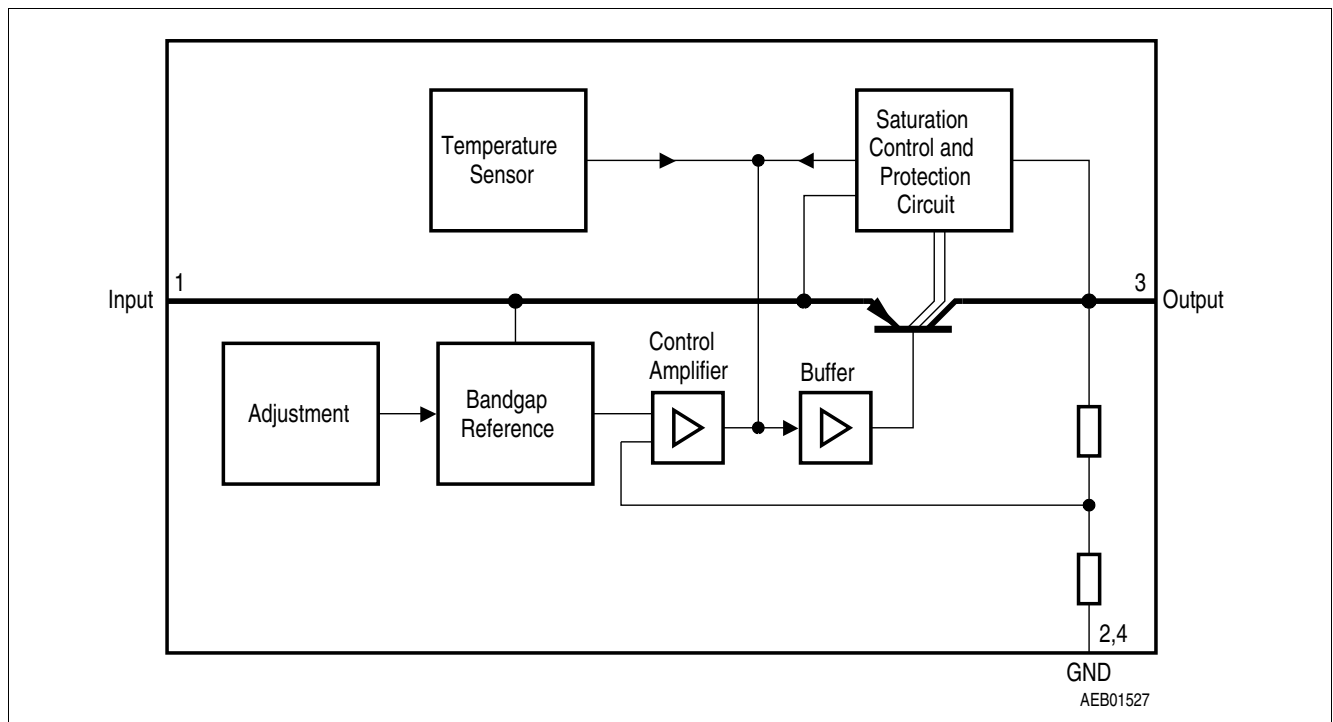 Temperature
Sensor
Saturation
Control and
Protection
Circuit
Input
1
3
Output
Control
Amplifier
Buffer
Adjustment
Bandgap
Reference
2,4
GND
AEB01527